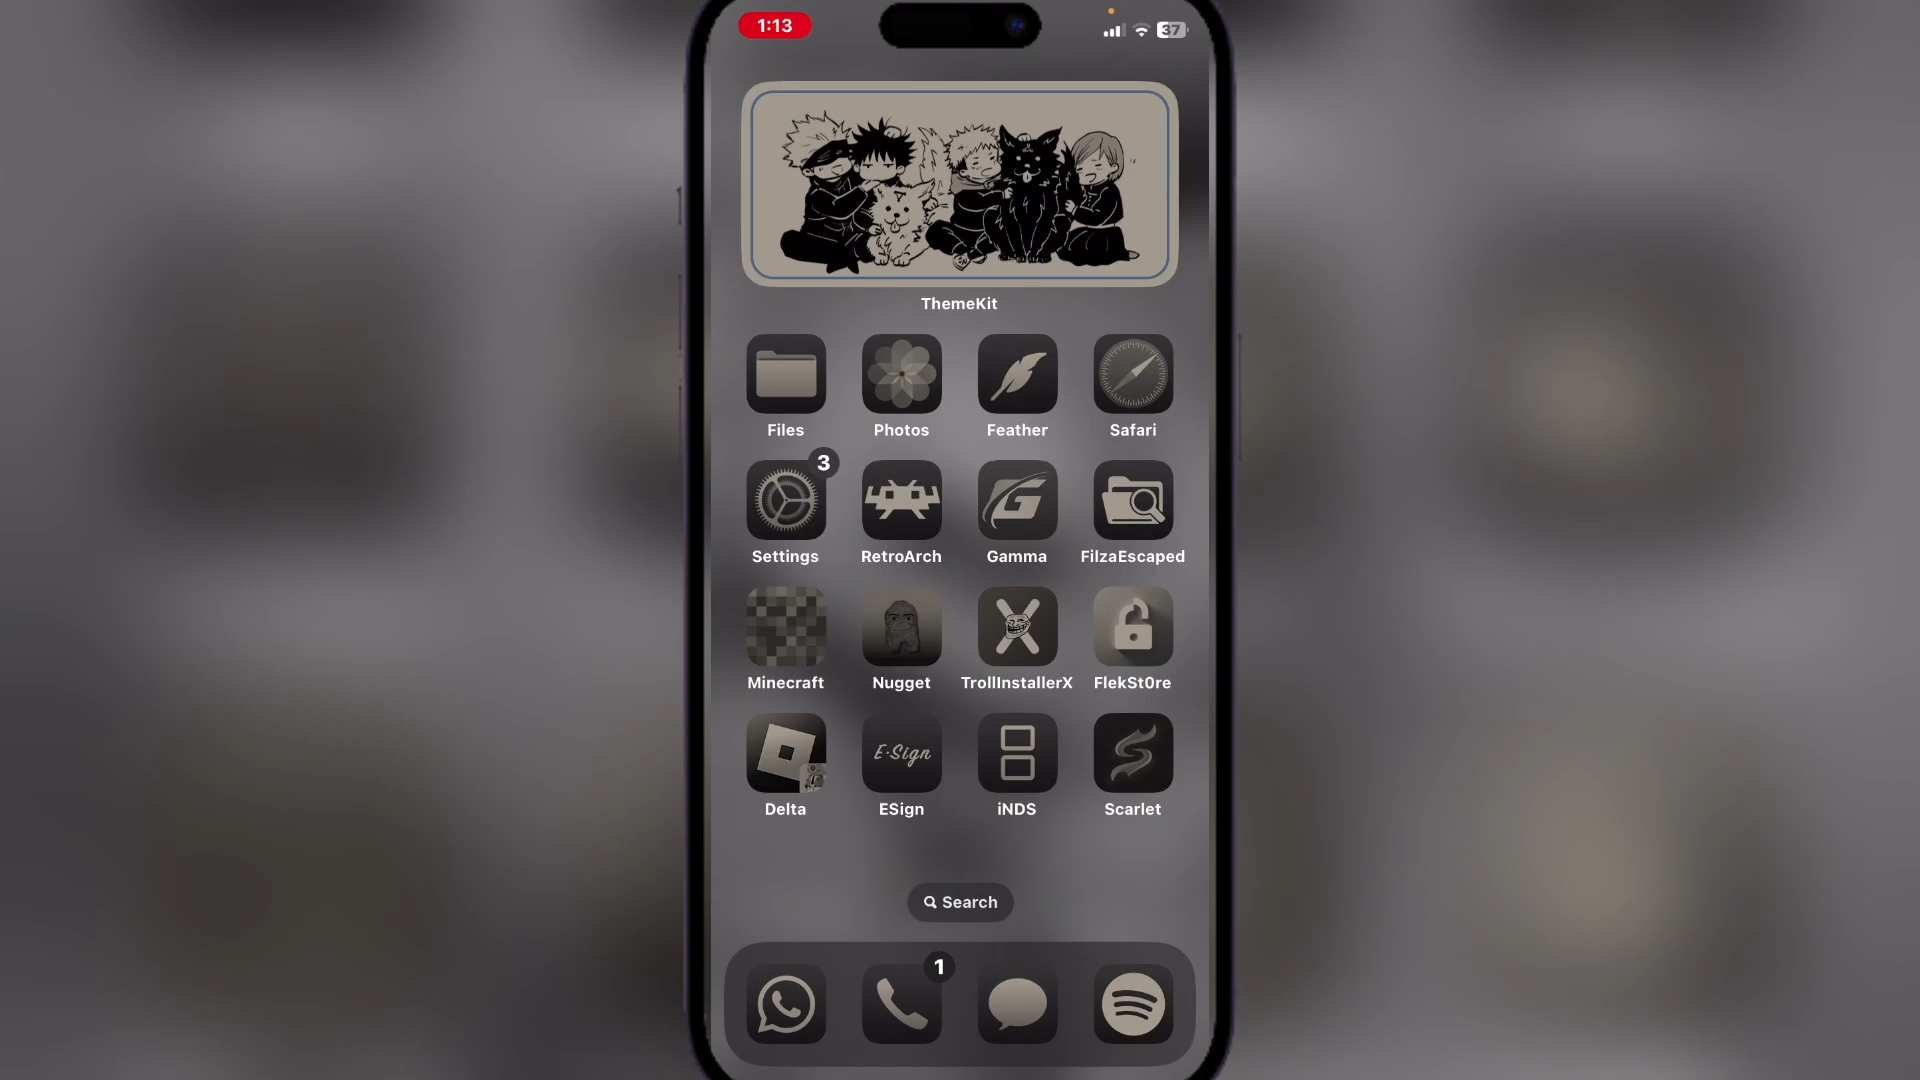 1:13
37
ThemeKit
Files
Photos
Feather
Safari
3
Settings
RetroArch
Gamma
FilzaEscaped
Minecraft
Nugget
TrollInstallerX
FlekSt0re
E·Sign
Delta
ESign
iNDS
Scarlet
Search
1